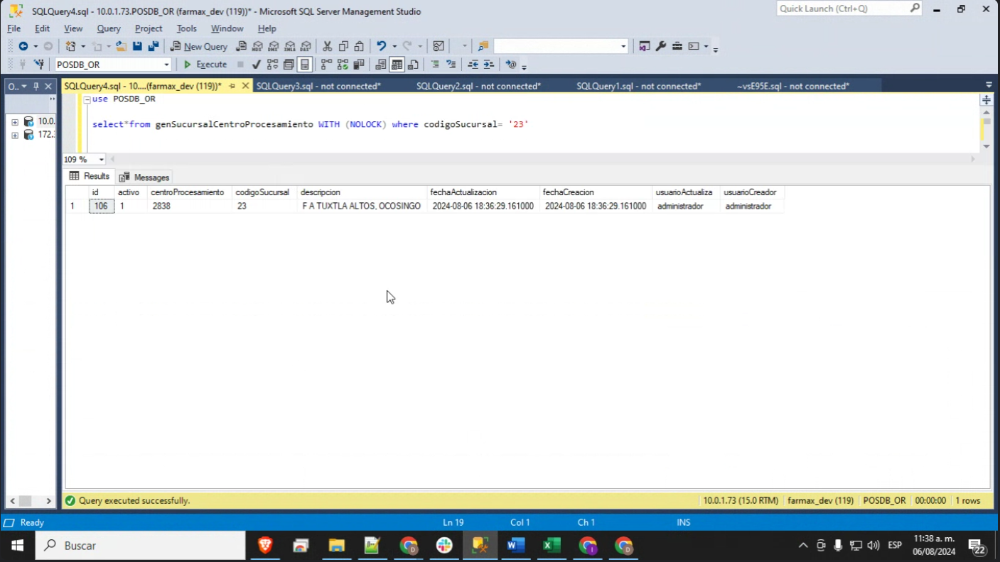 SQLQuery4.sql - 10.0.1.73.POSDB_OR (farmax_dev (119))* - Microsoft SQL Server Management Studio
Quick Launch (Ctrl+Q)
File Edit View Query Project Tools Window Help
New Query
MDX DMX XMLA DAX
POSDB_OR
Execute
O..
SQLQuery4.sql - 10....(farmax_dev (119))*
SQLQuery3.sql - not connected*
SQLQuery2.sql - not connected*
SQLQuery1.sql - not connected*
~vsE95E.sql - not connected*
10.0.
172.
use POSDB_OR
select*from genSucursalCentroProcesamiento WITH (NOLOCK) where codigoSucursal= '23'
109 %
Results Messages
id activo centroProcesamiento codigoSucursal descripcion fechaActualizacion fechaCreacion usuarioActualiza usuarioCreador
1 106 1 2838 23 F A TUXTLA ALTOS, OCOSINGO 2024-08-06 18:36:29.161000 2024-08-06 18:36:29.161000 administrador administrador
Query executed successfully.
10.0.1.73 (15.0 RTM) farmax_dev (119) POSDB_OR 00:00:00 1 rows
Ready Ln 19 Col 1 Ch 1 INS
Buscar
ESP
11:38 a. m.
06/08/2024
22